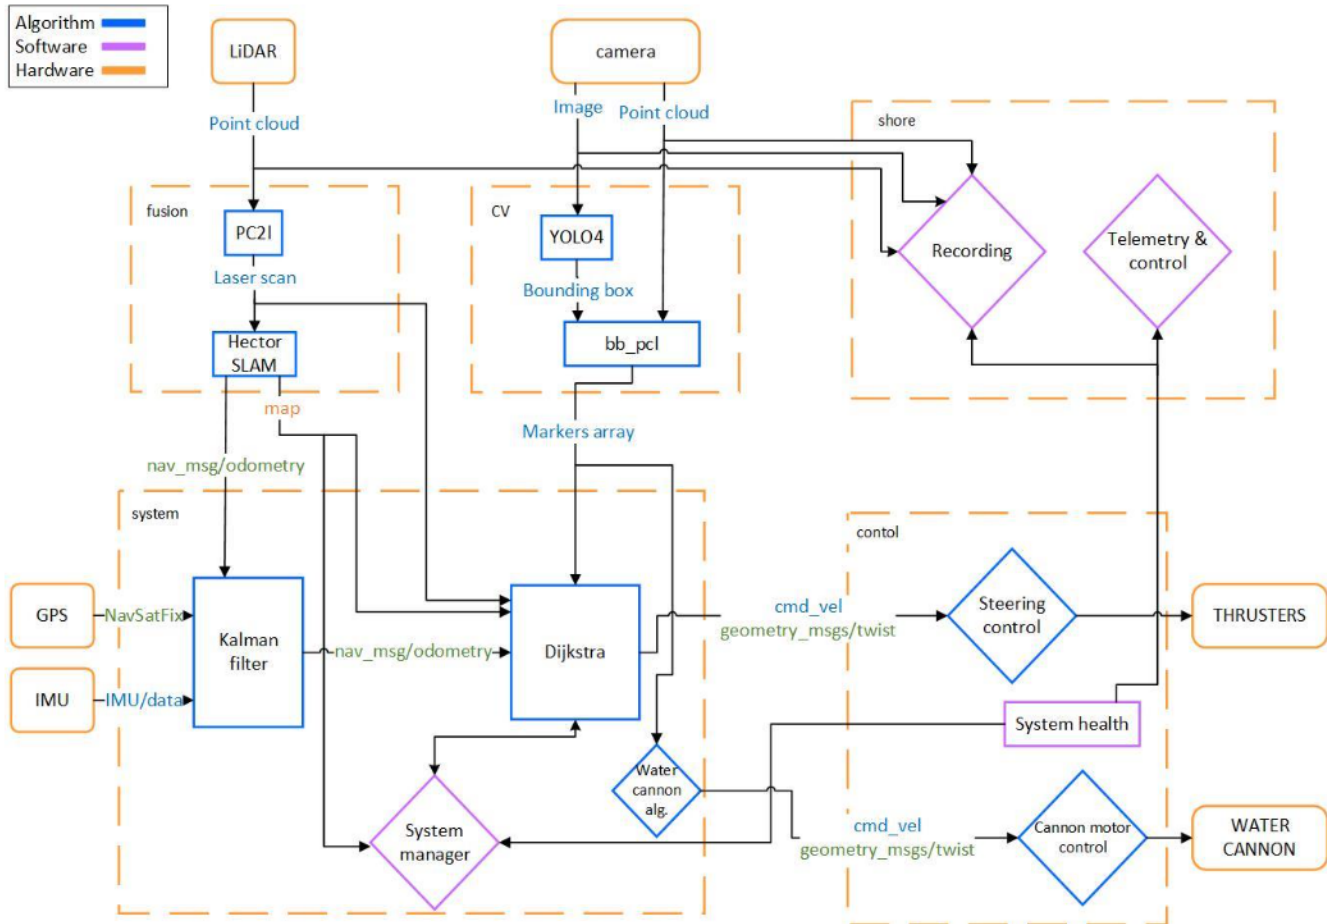 Algorithm
Software
Hardware
LiDAR
camera
Image
Point cloud
Point cloud
shore
fusion
CV
PC2l
YOLO4
Recording
Telemetry &
control
Laser scan
Bounding box
Hector
SLAM
bb_pcl
map
Markers array
nav_msg/odometry
system
contol
GPS
NavSatFix
Kalman
filter
nav_msg/odometry
Dijkstra
cmd_vel
geometry_msgs/twist
Steering
control
THRUSTERS
IMU
IMU/data
System health
Water
cannon
alg.
System
manager
cmd_vel
geometry_msgs/twist
Cannon motor
control
WATER
CANNON